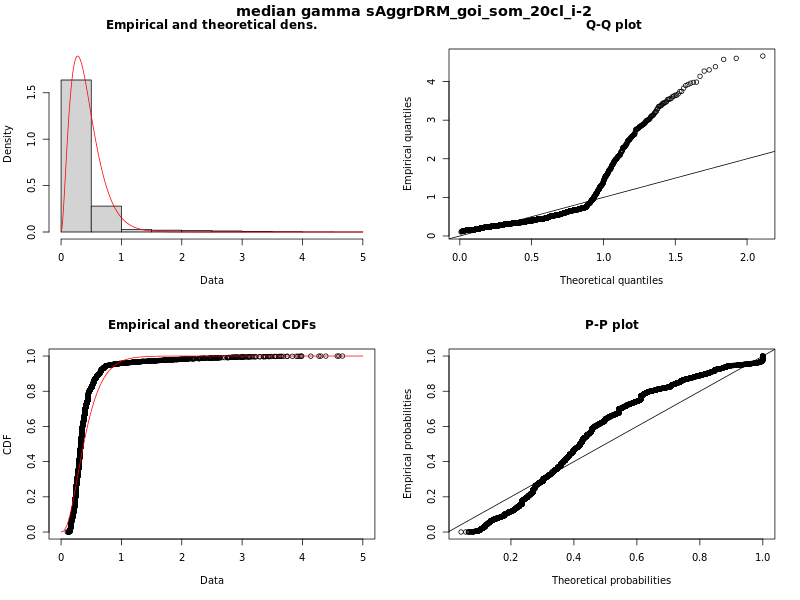 median gamma sAggrDRM_goi_som_20cl_i-2
Empirical and theoretical dens.
Density
0.0 0.5 1.0 1.5
0 1 2 3 4 5
Data
Q-Q plot
Empirical quantiles
0 1 2 3 4
0.0 0.5 1.0 1.5 2.0
Theoretical quantiles
Empirical and theoretical CDFs
CDF
0.0 0.2 0.4 0.6 0.8 1.0
0 1 2 3 4 5
Data
P-P plot
Empirical probabilities
0.0 0.2 0.4 0.6 0.8 1.0
0.2 0.4 0.6 0.8 1.0
Theoretical probabilities